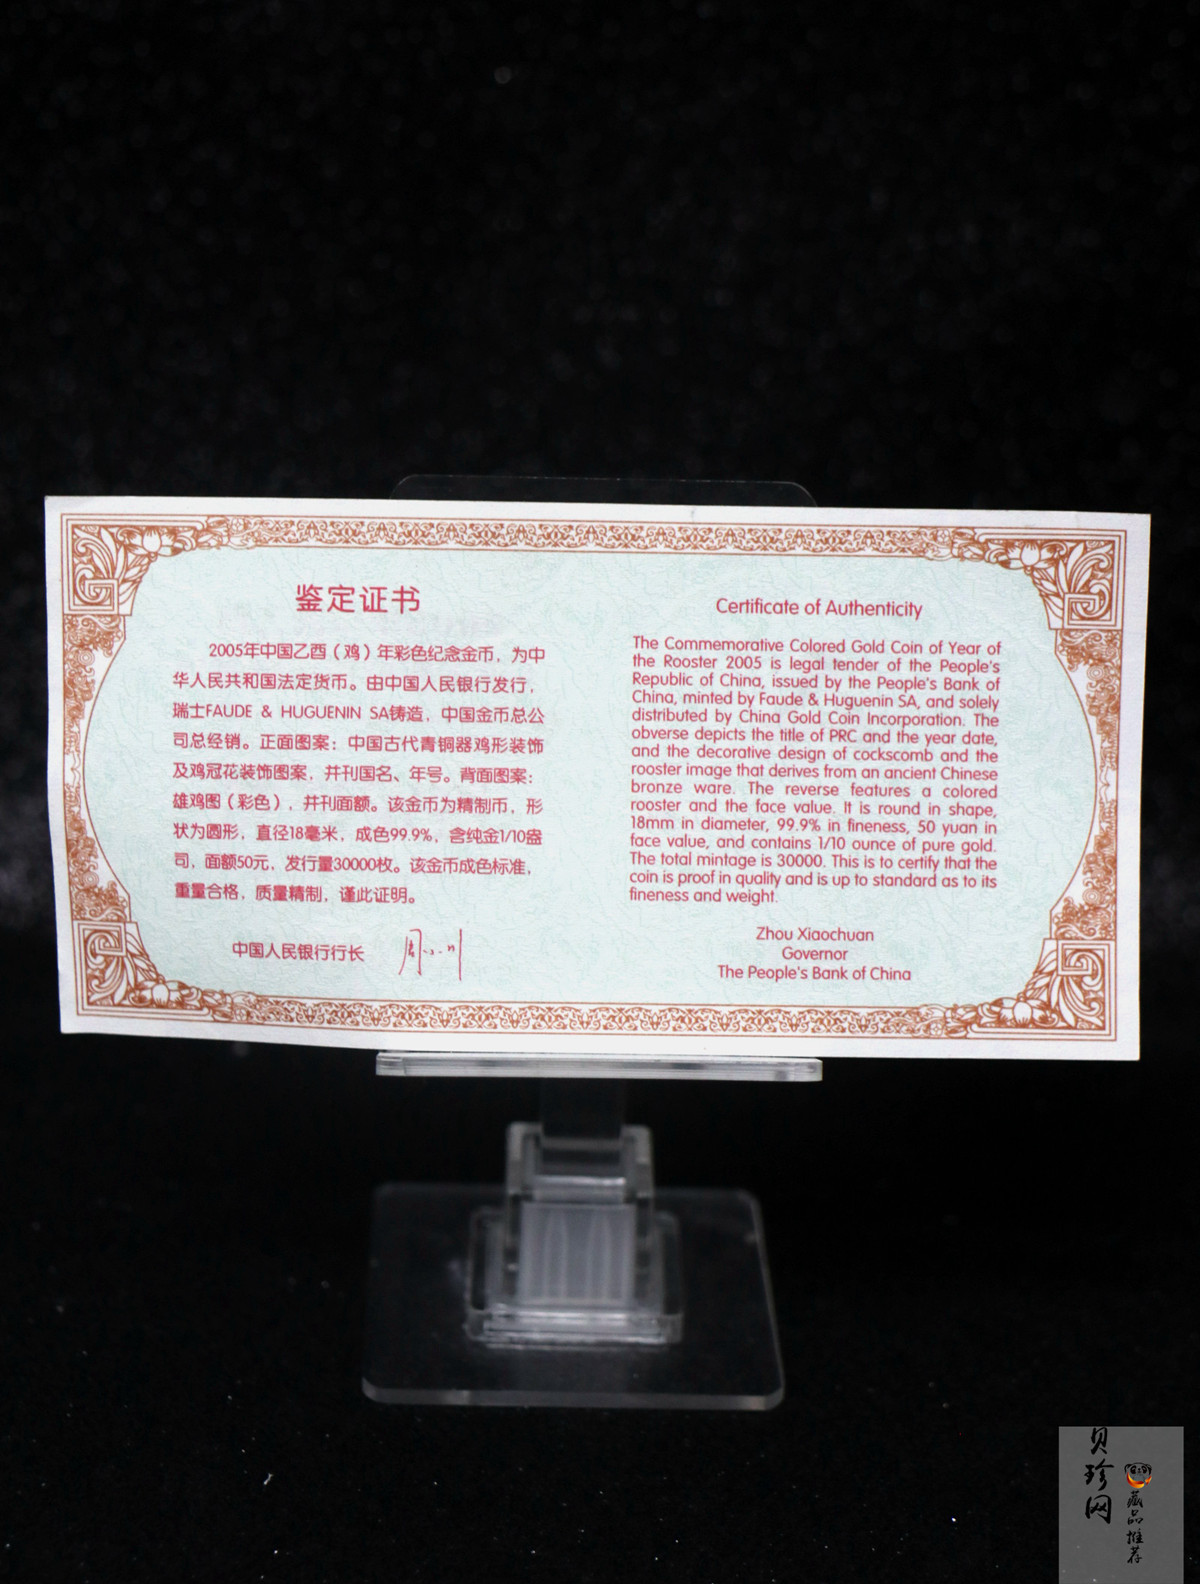 鉴定证书
2005年中国乙酉（鸡）年彩色纪念金币，为中
华人民共和国法定货币。由中国人民银行发行，
瑞士FAUDE & HUGUENIN SA铸造，中国金币总公
司总经销。正面图案：中国古代青铜器鸡形装饰
及鸡冠花装饰图案，并刊国名、年号。背面图案：
雄鸡图（彩色），并刊面额。该金币为精制币，形
状为圆形，直径18毫米，成色99.9%，含纯金1/10盎
司，面额50元，发行量30000枚。该金币成色标准，
重量合格，质量精制，谨此证明。
中国人民银行行长
Certificate of Authenticity
The Commemorative Colored Gold Coin of Year of
the Rooster 2005 is legal tender of the People's
Republic of China, issued by the People's Bank of
China, minted by Faude & Huguenin SA, and solely
distributed by China Gold Coin Incorporation. The
obverse depicts the title of PRC and the year date,
and the decorative design of cockscomb and the
rooster image that derives from an ancient Chinese
bronze ware. The reverse features a colored
rooster and the face value. It is round in shape,
18mm in diameter, 99.9% in fineness, 50 yuan in
face value, and contains 1/10 ounce of pure gold.
The total mintage is 30000. This is to certify that the
coin is proof in quality and is up to standard as to its
fineness and weight.
Zhou Xiaochuan
Governor
The People's Bank of China
贝珍网
藏品推荐